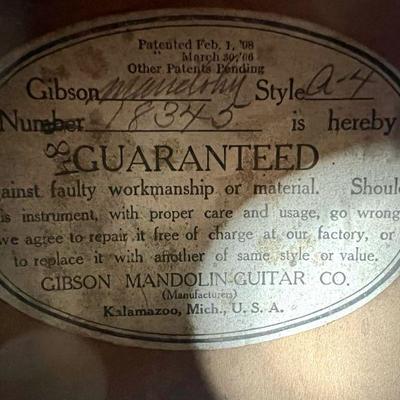 Patented Feb. 1, '98
March 30, '06
Other Patents Pending
Gibson Mandolin Style A-4
Number 18345 is hereby
GUARANTEED
against faulty workmanship or material. Shoul
is instrument, with proper care and usage, go wrong
we agree to repair it free of charge at our factory, or
to replace it with another of same style or value.
GIBSON MANDOLIN-GUITAR CO.
(Manufacturers)
Kalamazoo, Mich., U. S. A.